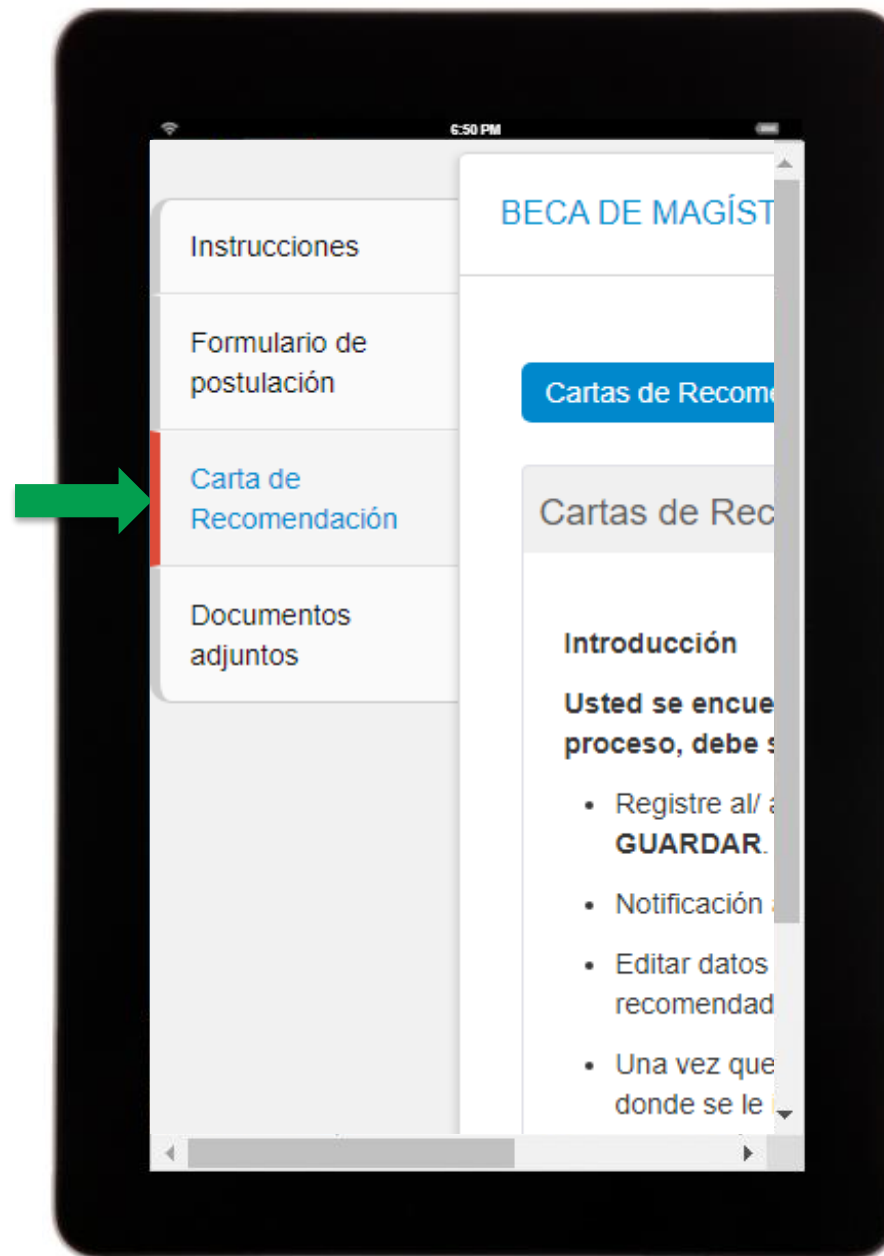 6:50 PM
Instrucciones
Formulario de
postulación
Carta de
Recomendación
Documentos
adjuntos
BECA DE MAGÍST
Cartas de Recome
Cartas de Rec
Introducción
Usted se encue
proceso, debe s
• Registre al/ a
GUARDAR.
• Notificación
• Editar datos
recomendad
• Una vez que
donde se le